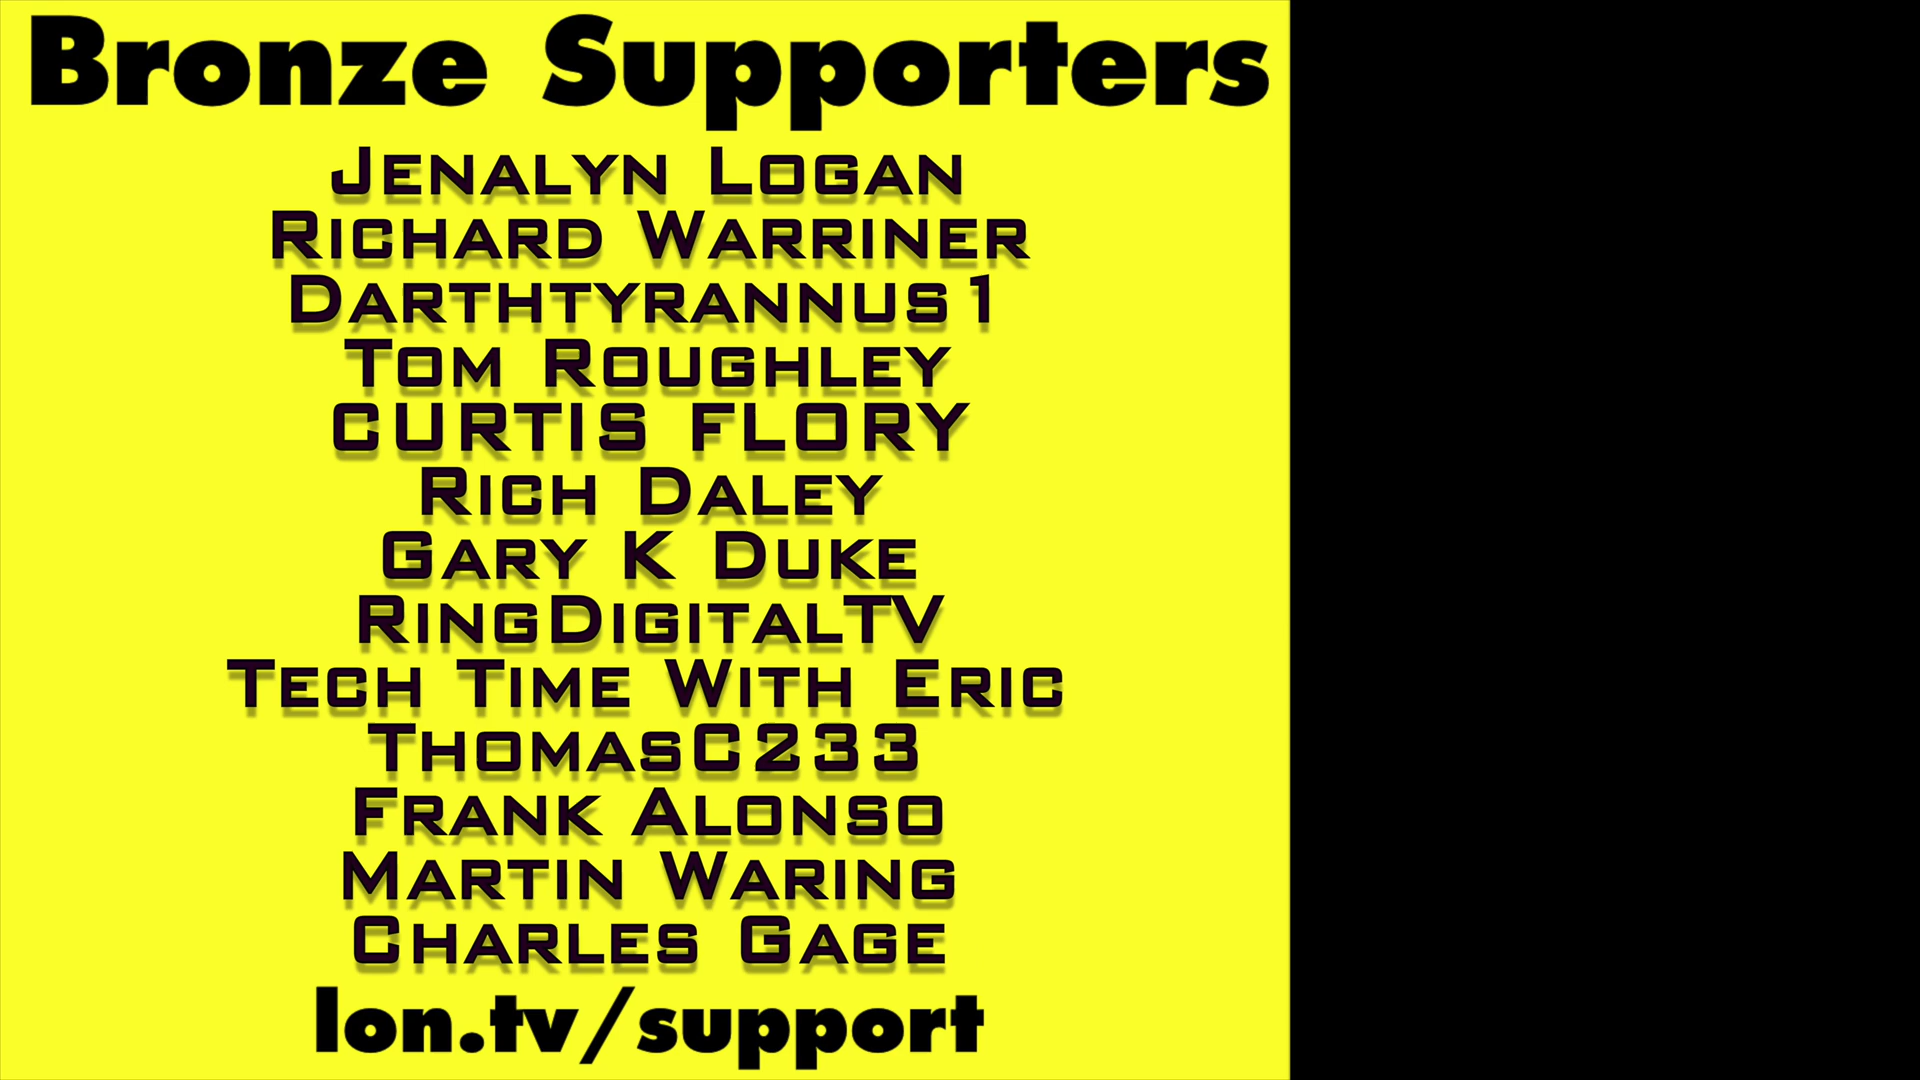 Bronze Supporters
Jenalyn Logan
Richard Warriner
Darthtyrannus1
Tom Roughley
CURTIS FLORY
Rich Daley
Gary K Duke
RingDigitalTV
Tech Time With Eric
ThomasC233
Frank Alonso
Martin Waring
Charles Gage
lon.tv/support